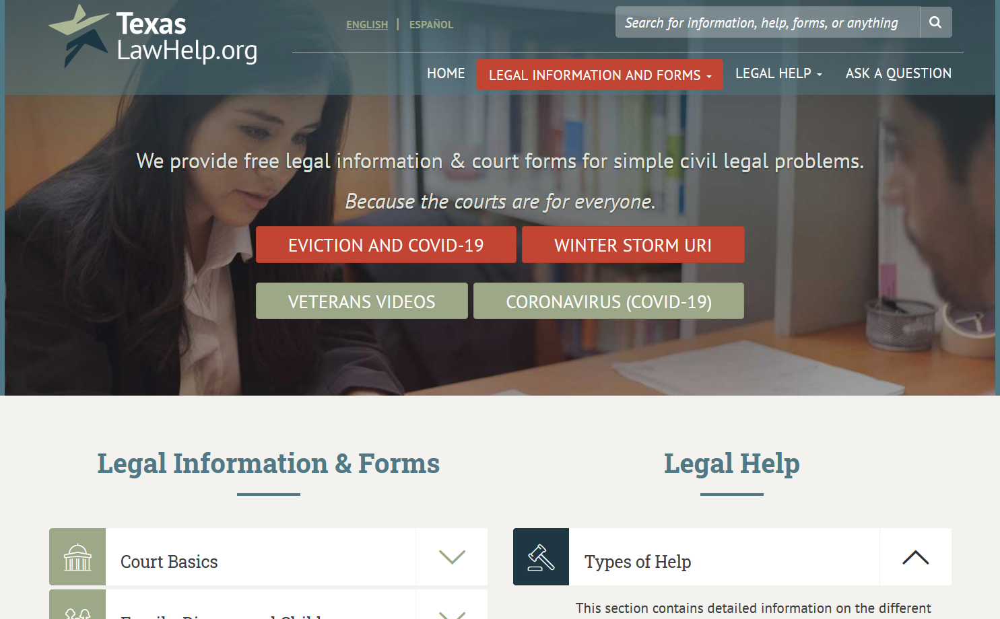 Texas
LawHelp.org
ENGLISH | ESPAÑOL
Search for information, help, forms, or anything
HOME
LEGAL INFORMATION AND FORMS
LEGAL HELP
ASK A QUESTION
We provide free legal information & court forms for simple civil legal problems.
Because the courts are for everyone.
EVICTION AND COVID-19
WINTER STORM URI
VETERANS VIDEOS
CORONAVIRUS (COVID-19)
Legal Information & Forms
Court Basics
Legal Help
Types of Help
This section contains detailed information on the different